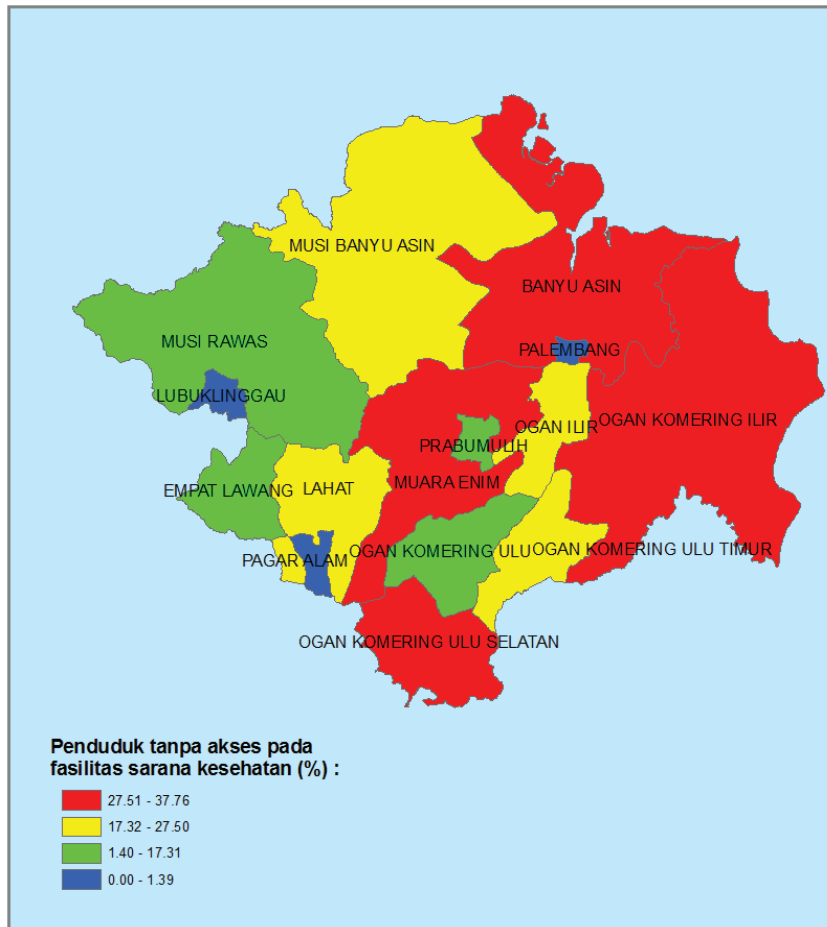 MUSI BANYU ASIN
BANYU ASIN
MUSI RAWAS
PALEMBANG
LUBUKLINGGAU
OGAN KOMERING ILIR
OGAN ILIR
PRABUMULIH
MUARA ENIM
EMPAT LAWANG
LAHAT
PAGAR ALAM
OGAN KOMERING ULU
OGAN KOMERING ULU TIMUR
OGAN KOMERING ULU SELATAN
Penduduk tanpa akses pada
fasilitas sarana kesehatan (%) :
27.51 - 37.76
17.32 - 27.50
1.40 - 17.31
0.00 - 1.39